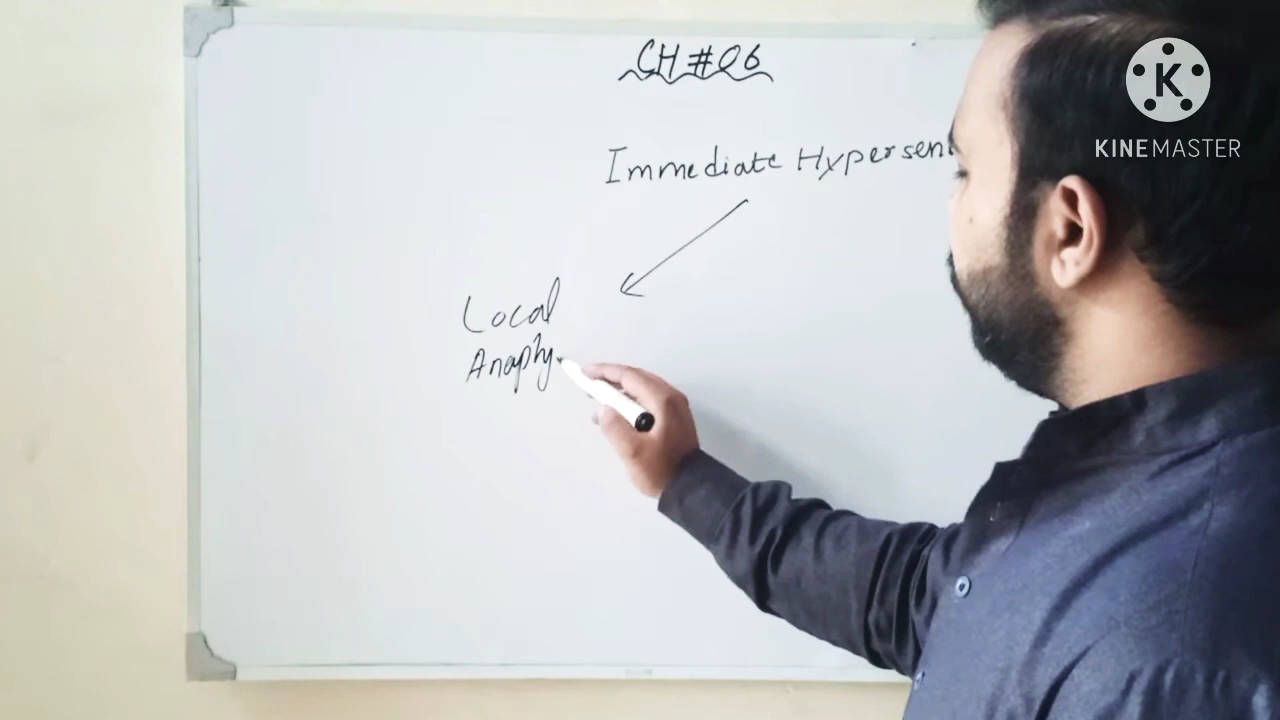 CH #06
Immediate Hypersen
Local
Anaphy
K
KINEMASTER